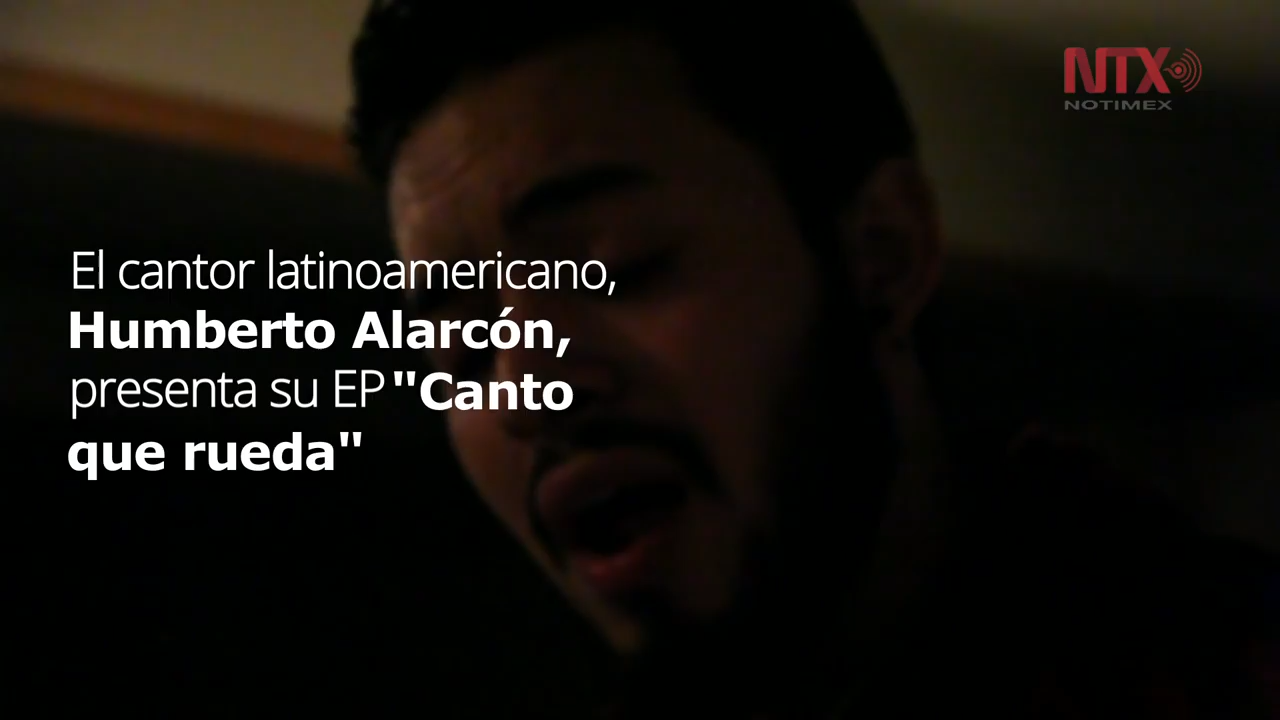 NTX
NOTIMEX
El cantor latinoamericano,
Humberto Alarcón,
presenta su EP "Canto
que rueda"